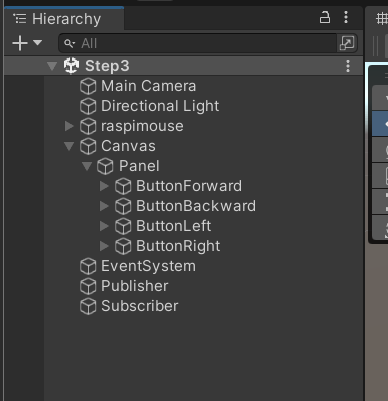 Hierarchy
All
Step3
Main Camera
Directional Light
raspimouse
Canvas
Panel
ButtonForward
ButtonBackward
ButtonLeft
ButtonRight
EventSystem
Publisher
Subscriber